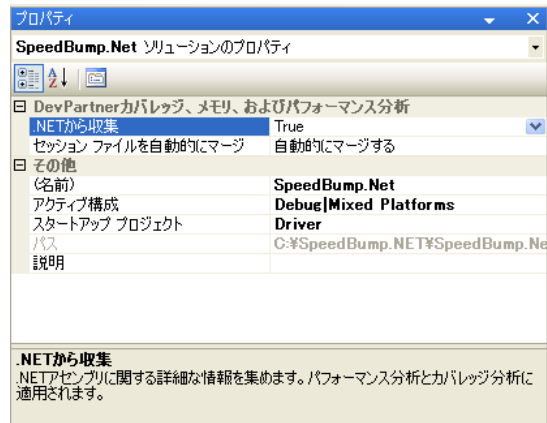 プロパティ
SpeedBump.Net ソリューションのプロパティ
DevPartnerカバレッジ、メモリ、およびパフォーマンス分析
.NETから収集 True
セッション ファイルを自動的にマージ 自動的にマージする
その他
(名前) SpeedBump.Net
アクティブ構成 Debug|Mixed Platforms
スタートアップ プロジェクト Driver
パス C:¥SpeedBump.NET¥SpeedBump.Ne
説明
.NETから収集
.NETアセンブリに関する詳細な情報を集めます。パフォーマンス分析とカバレッジ分析に
適用されます。